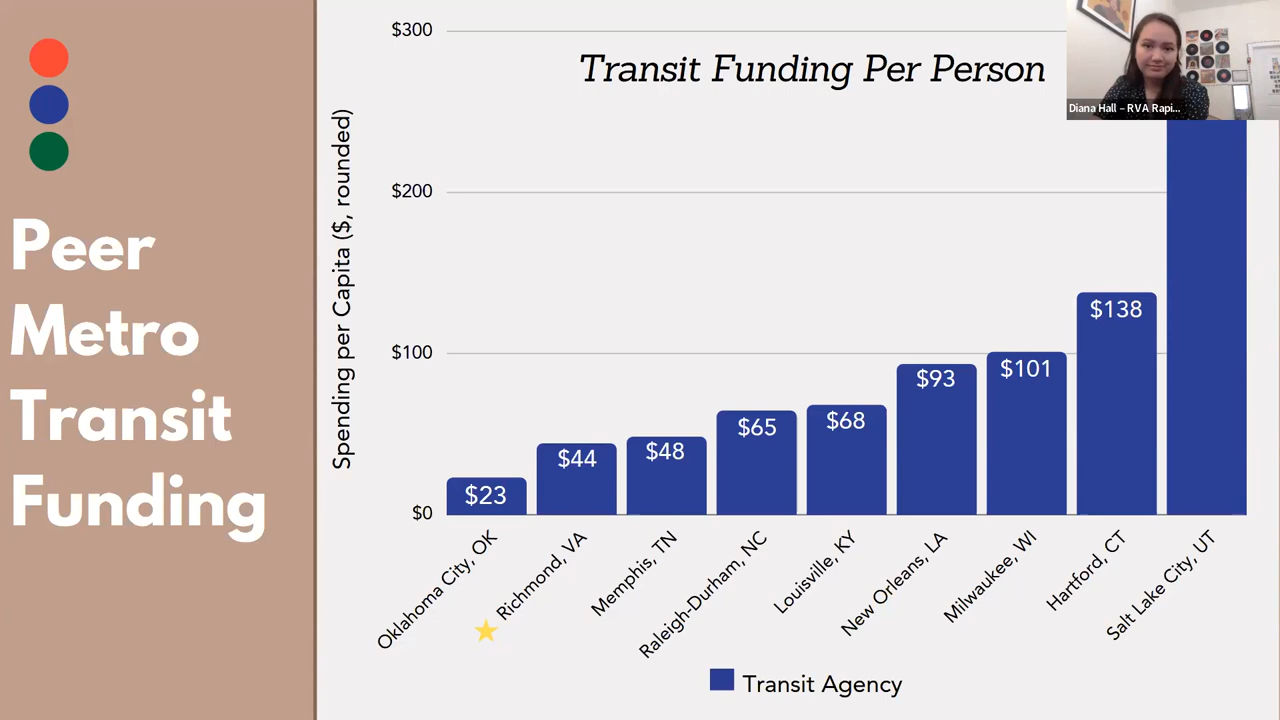 Peer
Metro
Transit
Funding
Transit Funding Per Person
Diana Hall – RVA Rapi...
Spending per Capita ($, rounded)
$300
$200
$100
$0
$23
$44
$48
$65
$68
$93
$101
$138
Oklahoma City, OK
Richmond, VA
Memphis, TN
Raleigh-Durham, NC
Louisville, KY
New Orleans, LA
Milwaukee, WI
Hartford, CT
Salt Lake City, UT
Transit Agency